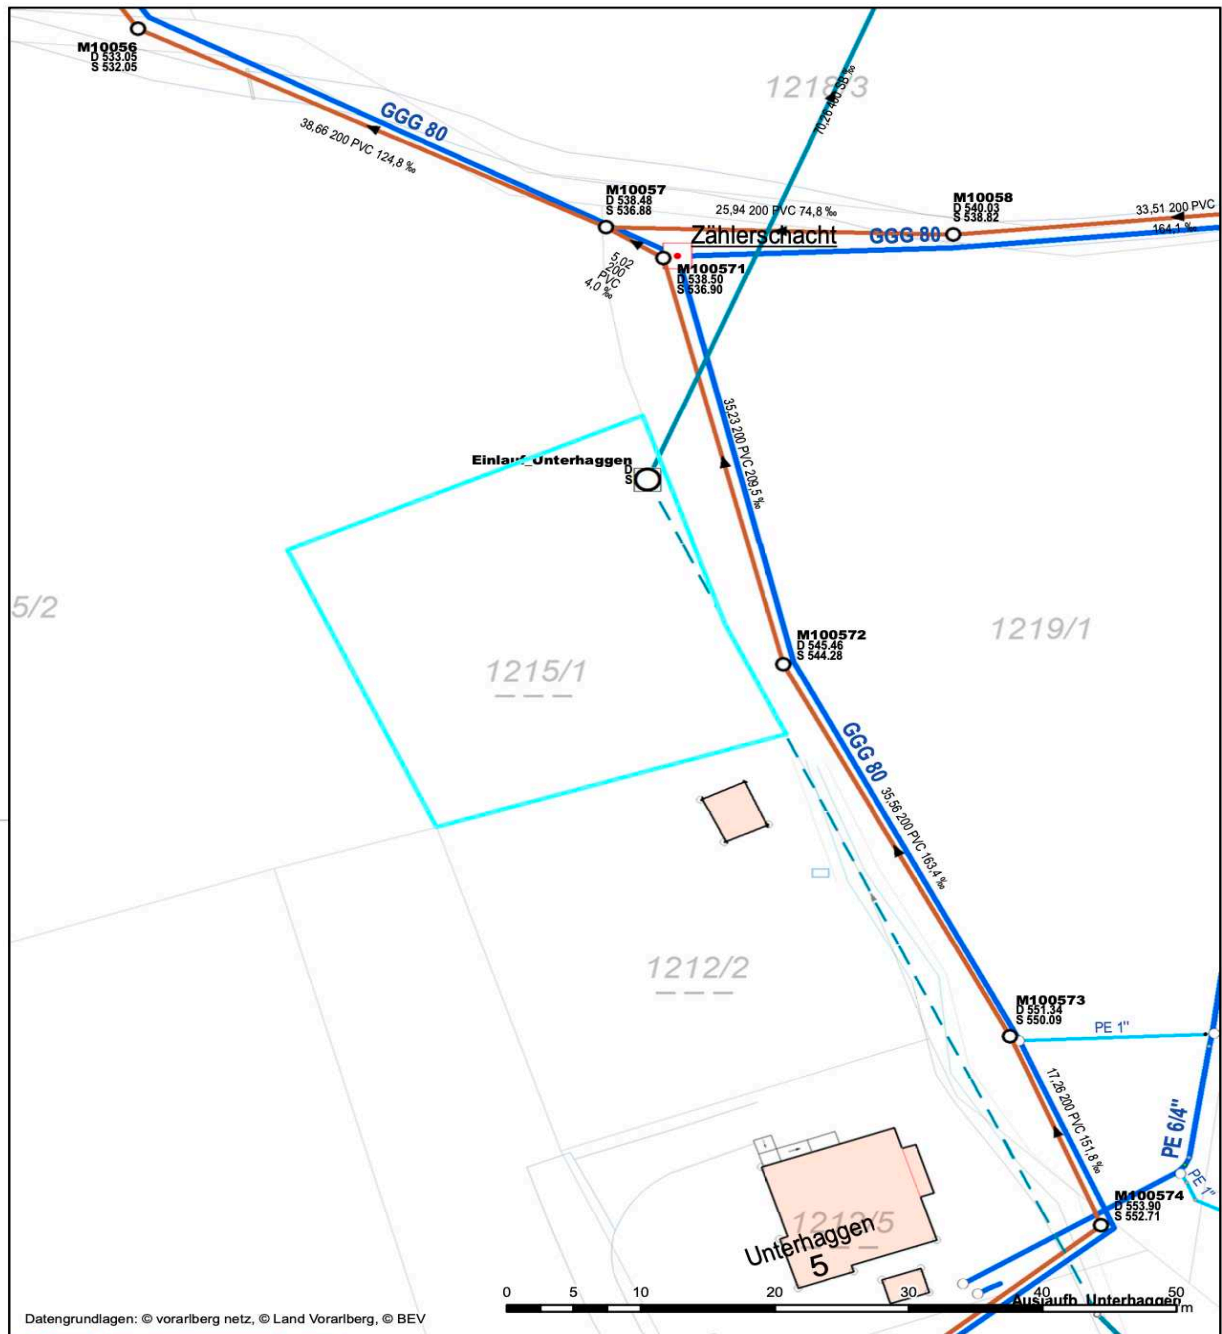 M10056
D 533.05
S 532.05
GGG 80
38,66 200 PVC 124,8 ‰
1218/3
M10057
D 538.48
S 536.88
25,94 200 PVC 74,8 ‰
M10058
D 540.03
S 538.82
33,51 200 PVC
164,1 ‰
Zählerschacht
GGG 80
5,02
200
PVC
4,0 ‰
M100571
D 538.50
S 536.90
35,23 200 PVC 209,5 ‰
Einlauf_Unterhaggen
D
S
5/2
1215/1
1219/1
M100572
D 545.46
S 544.28
GGG 80
35,56 200 PVC 163,4 ‰
1212/2
M100573
D 551.34
S 550.09
PE 1"
17,26 200 PVC 151,8 ‰
PE 6/4"
PE 1"
M100574
D 553.90
S 552.71
1212/5
Unterhaggen
5
0 5 10 20 30 40 50
m
Unterhaggen
Datengrundlagen: © vorarlberg netz, © Land Vorarlberg, © BEV